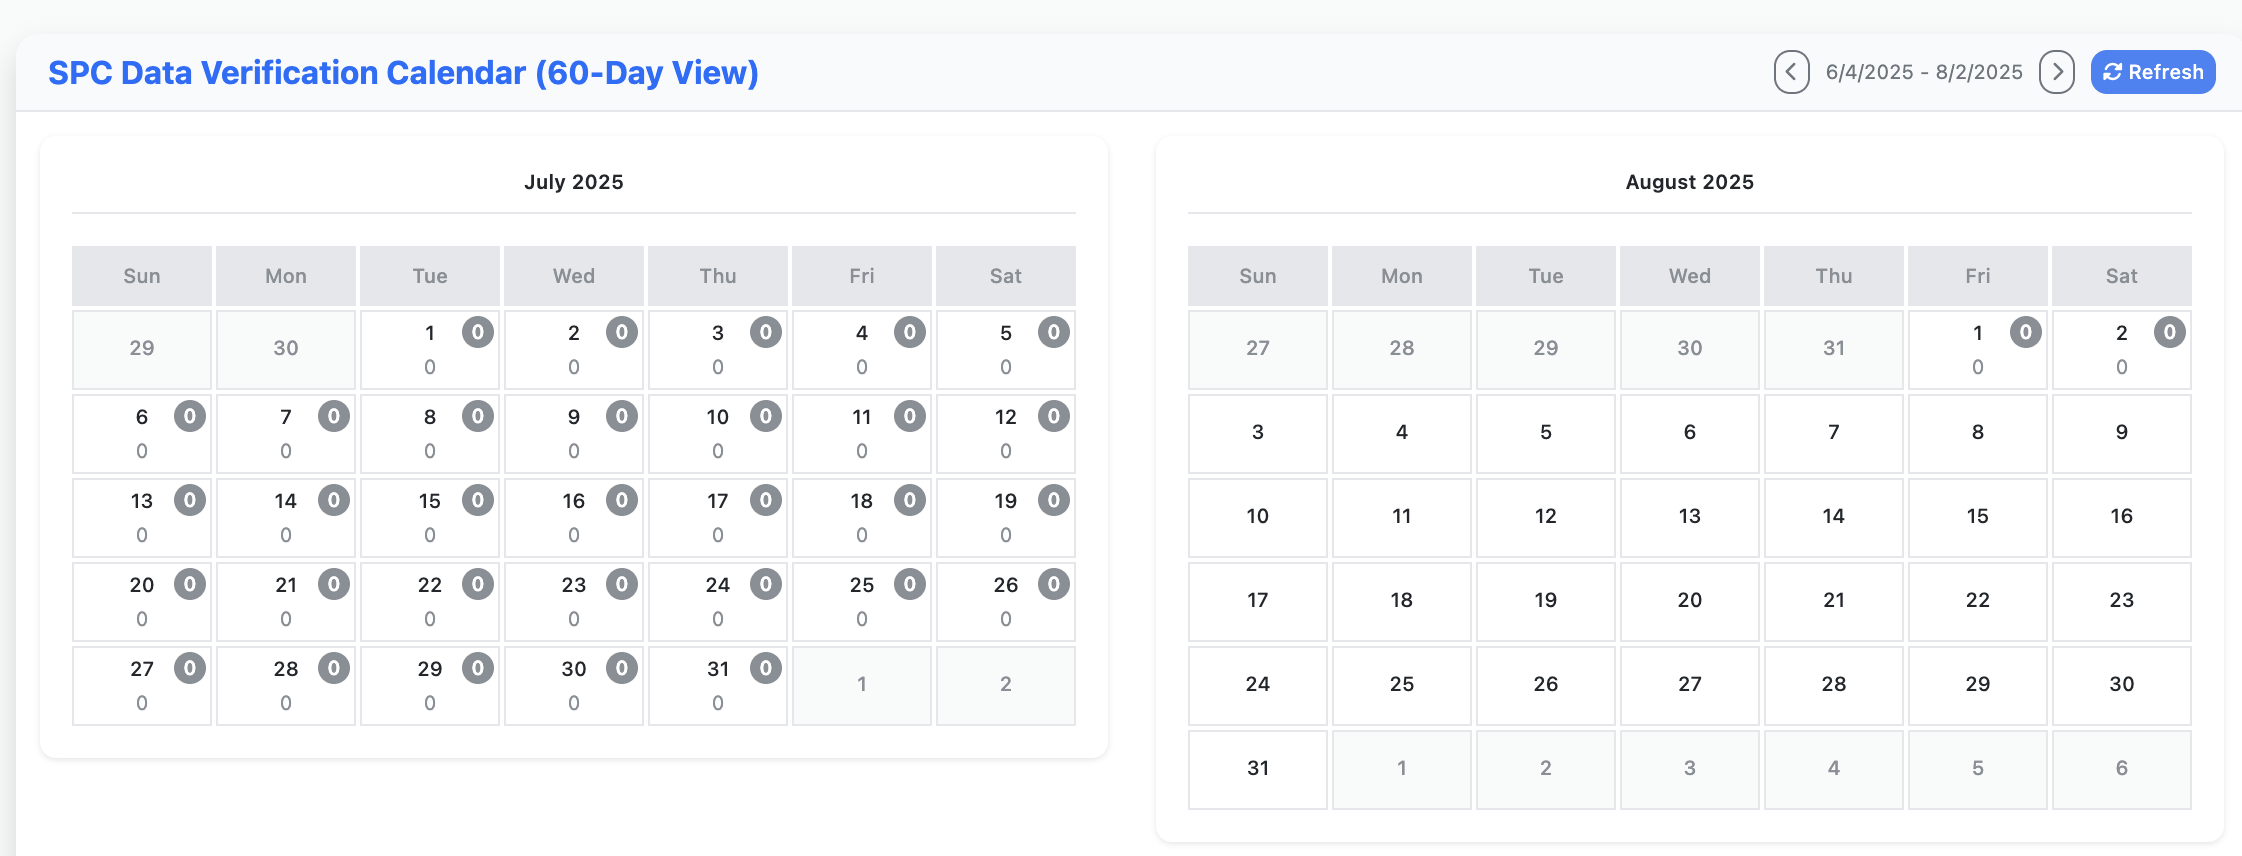 SPC Data Verification Calendar (60-Day View)
6/4/2025 - 8/2/2025
Refresh
July 2025
Sun Mon Tue Wed Thu Fri Sat
29 30 1 0 2 0 3 0 4 0 5 0
0 0 0 0 0
6 0 7 0 8 0 9 0 10 0 11 0 12 0
0 0 0 0 0 0 0
13 0 14 0 15 0 16 0 17 0 18 0 19 0
0 0 0 0 0 0 0
20 0 21 0 22 0 23 0 24 0 25 0 26 0
0 0 0 0 0 0 0
27 0 28 0 29 0 30 0 31 0 1 2
0 0 0 0 0
August 2025
Sun Mon Tue Wed Thu Fri Sat
27 28 29 30 31 1 0 2 0
0 0
3 4 5 6 7 8 9
10 11 12 13 14 15 16
17 18 19 20 21 22 23
24 25 26 27 28 29 30
31 1 2 3 4 5 6